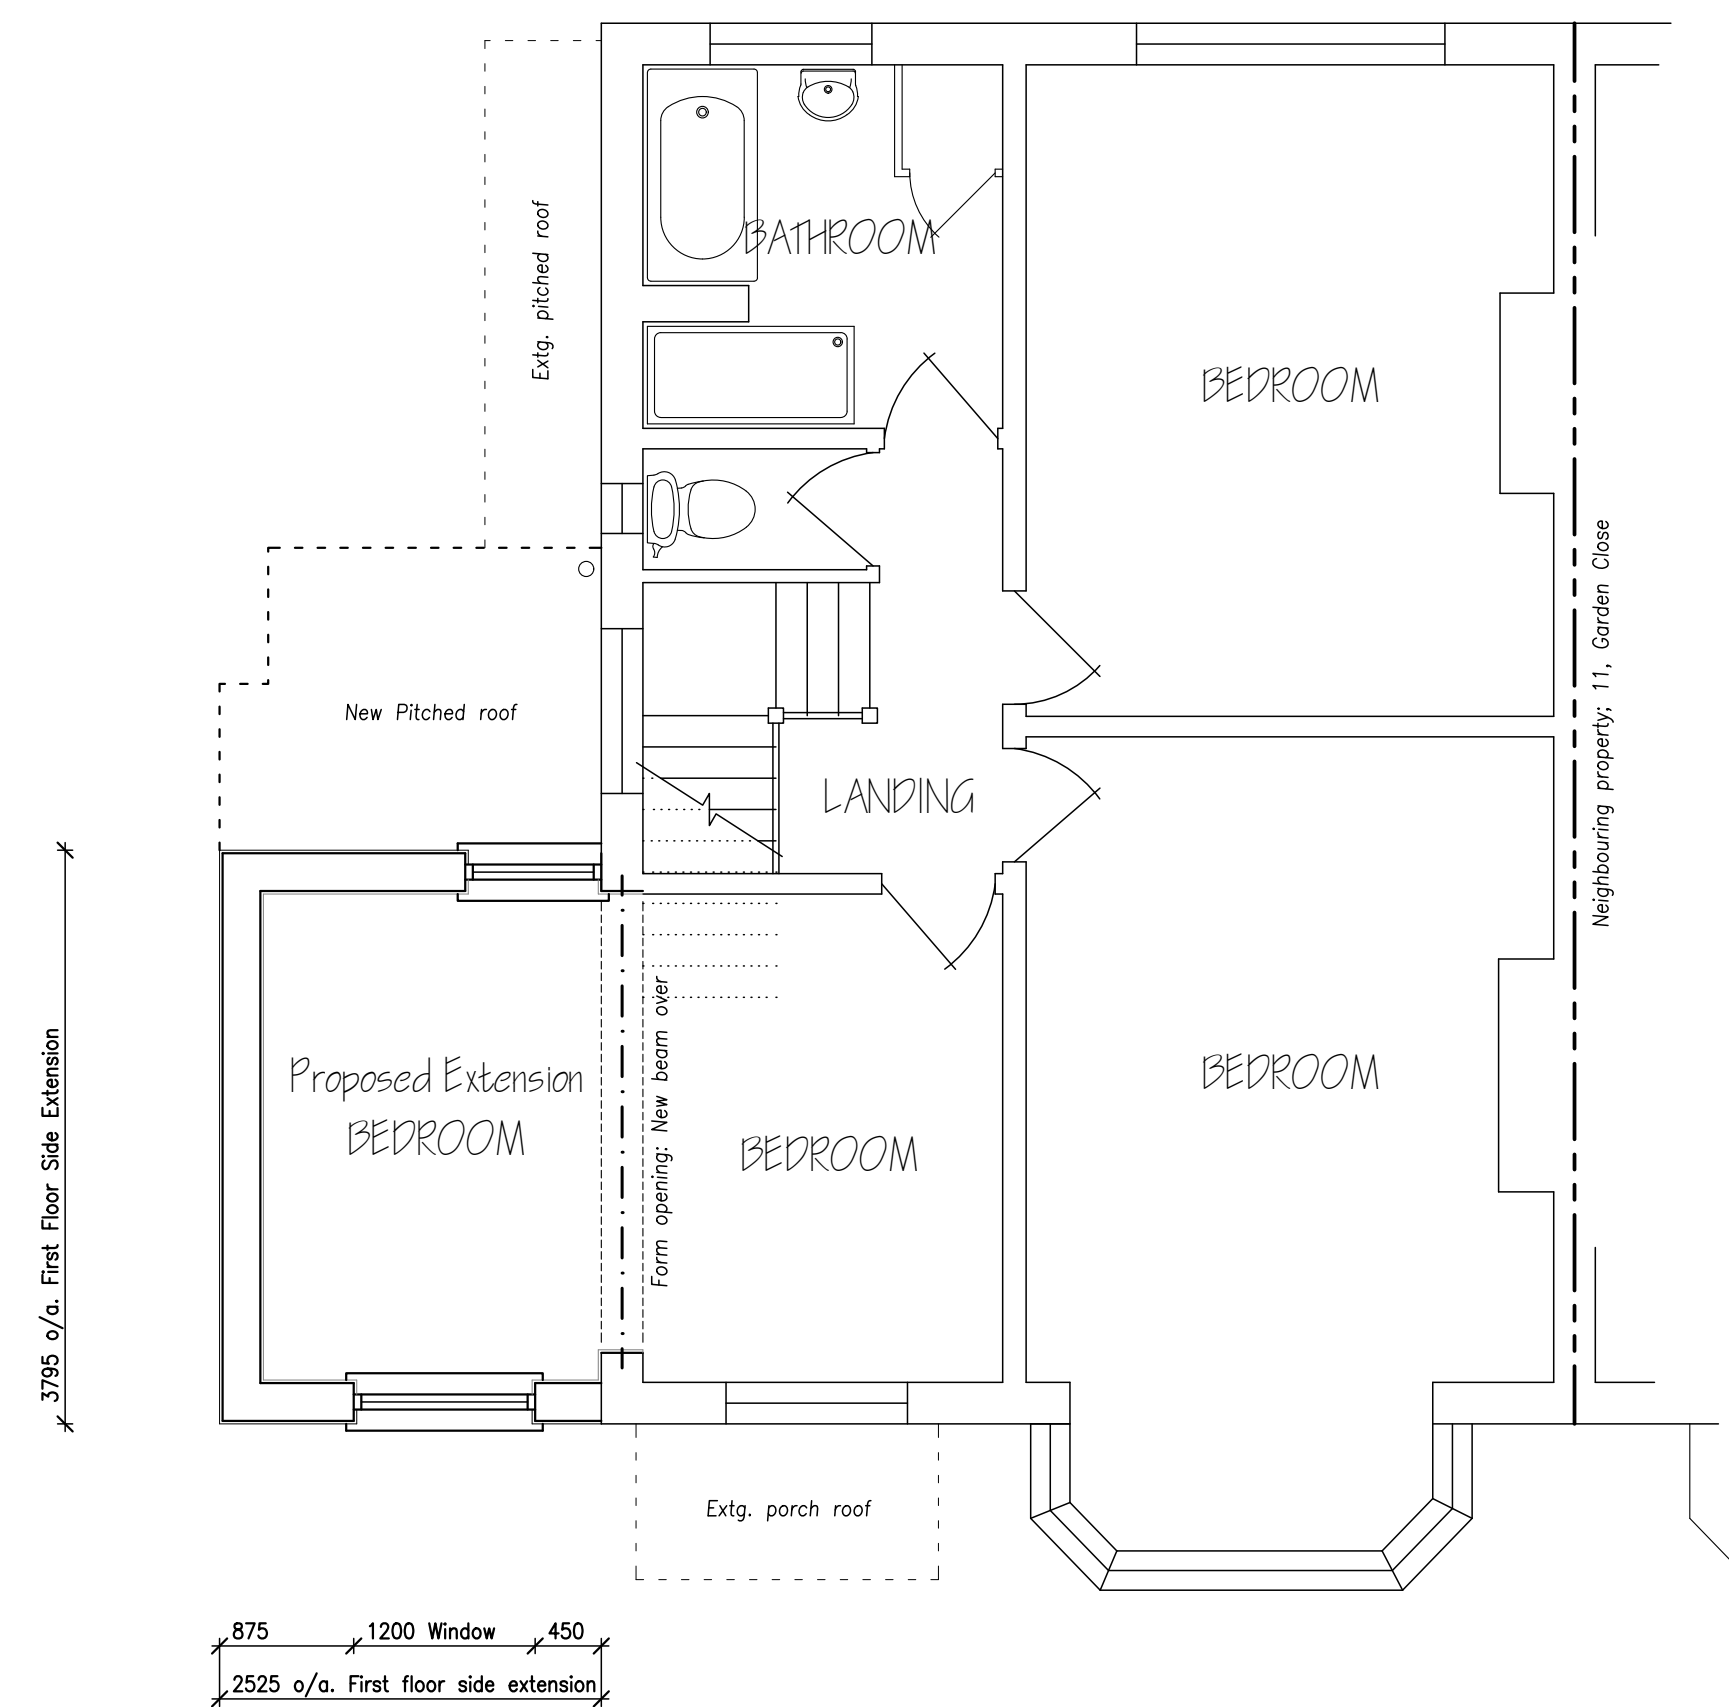 Extg. pitched roof
BATHROOM
BEDROOM
New Pitched roof
LANDING
Neighbouring property; 11, Garden Close
3795 o/a. First Floor Side Extension
Proposed Extension
BEDROOM
Form opening: New beam over
BEDROOM
BEDROOM
Extg. porch roof
875
1200 Window
450
2525 o/a. First floor side extension